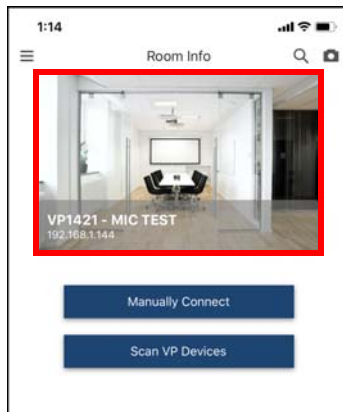 1:14
Room Info
VP1421 - MIC TEST
192.168.1.144
Manually Connect
Scan VP Devices